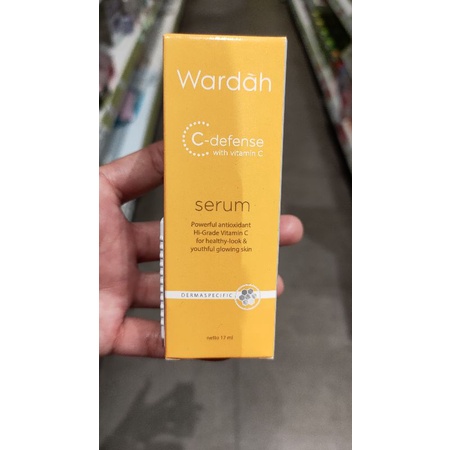 Wardàh
C-defense
with vitamin C
serum
Powerful antioxidant
Hi-Grade Vitamin C
for healthy-look &
youthful glowing skin
DERMASPECIFIC
netto 17 ml